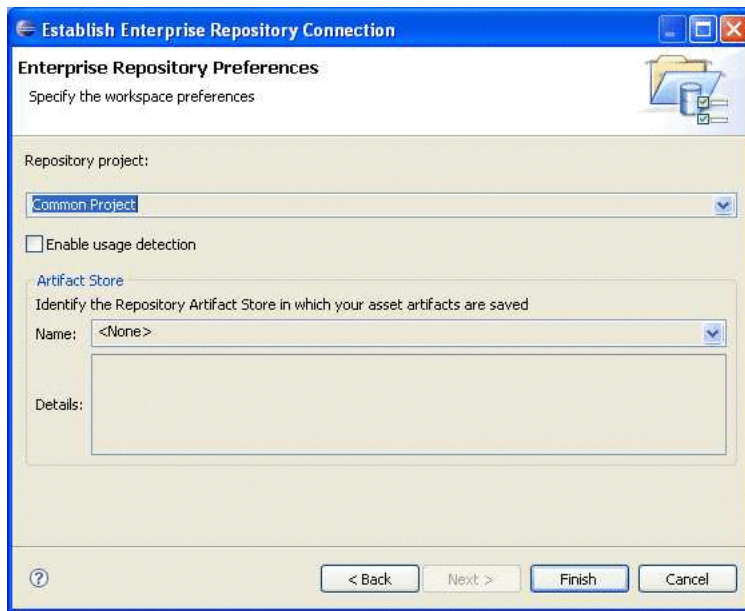 Establish Enterprise Repository Connection
Enterprise Repository Preferences
Specify the workspace preferences
Repository project:
Common Project
Enable usage detection
Artifact Store
Identify the Repository Artifact Store in which your asset artifacts are saved
Name: <None>
Details:
? < Back Next > Finish Cancel